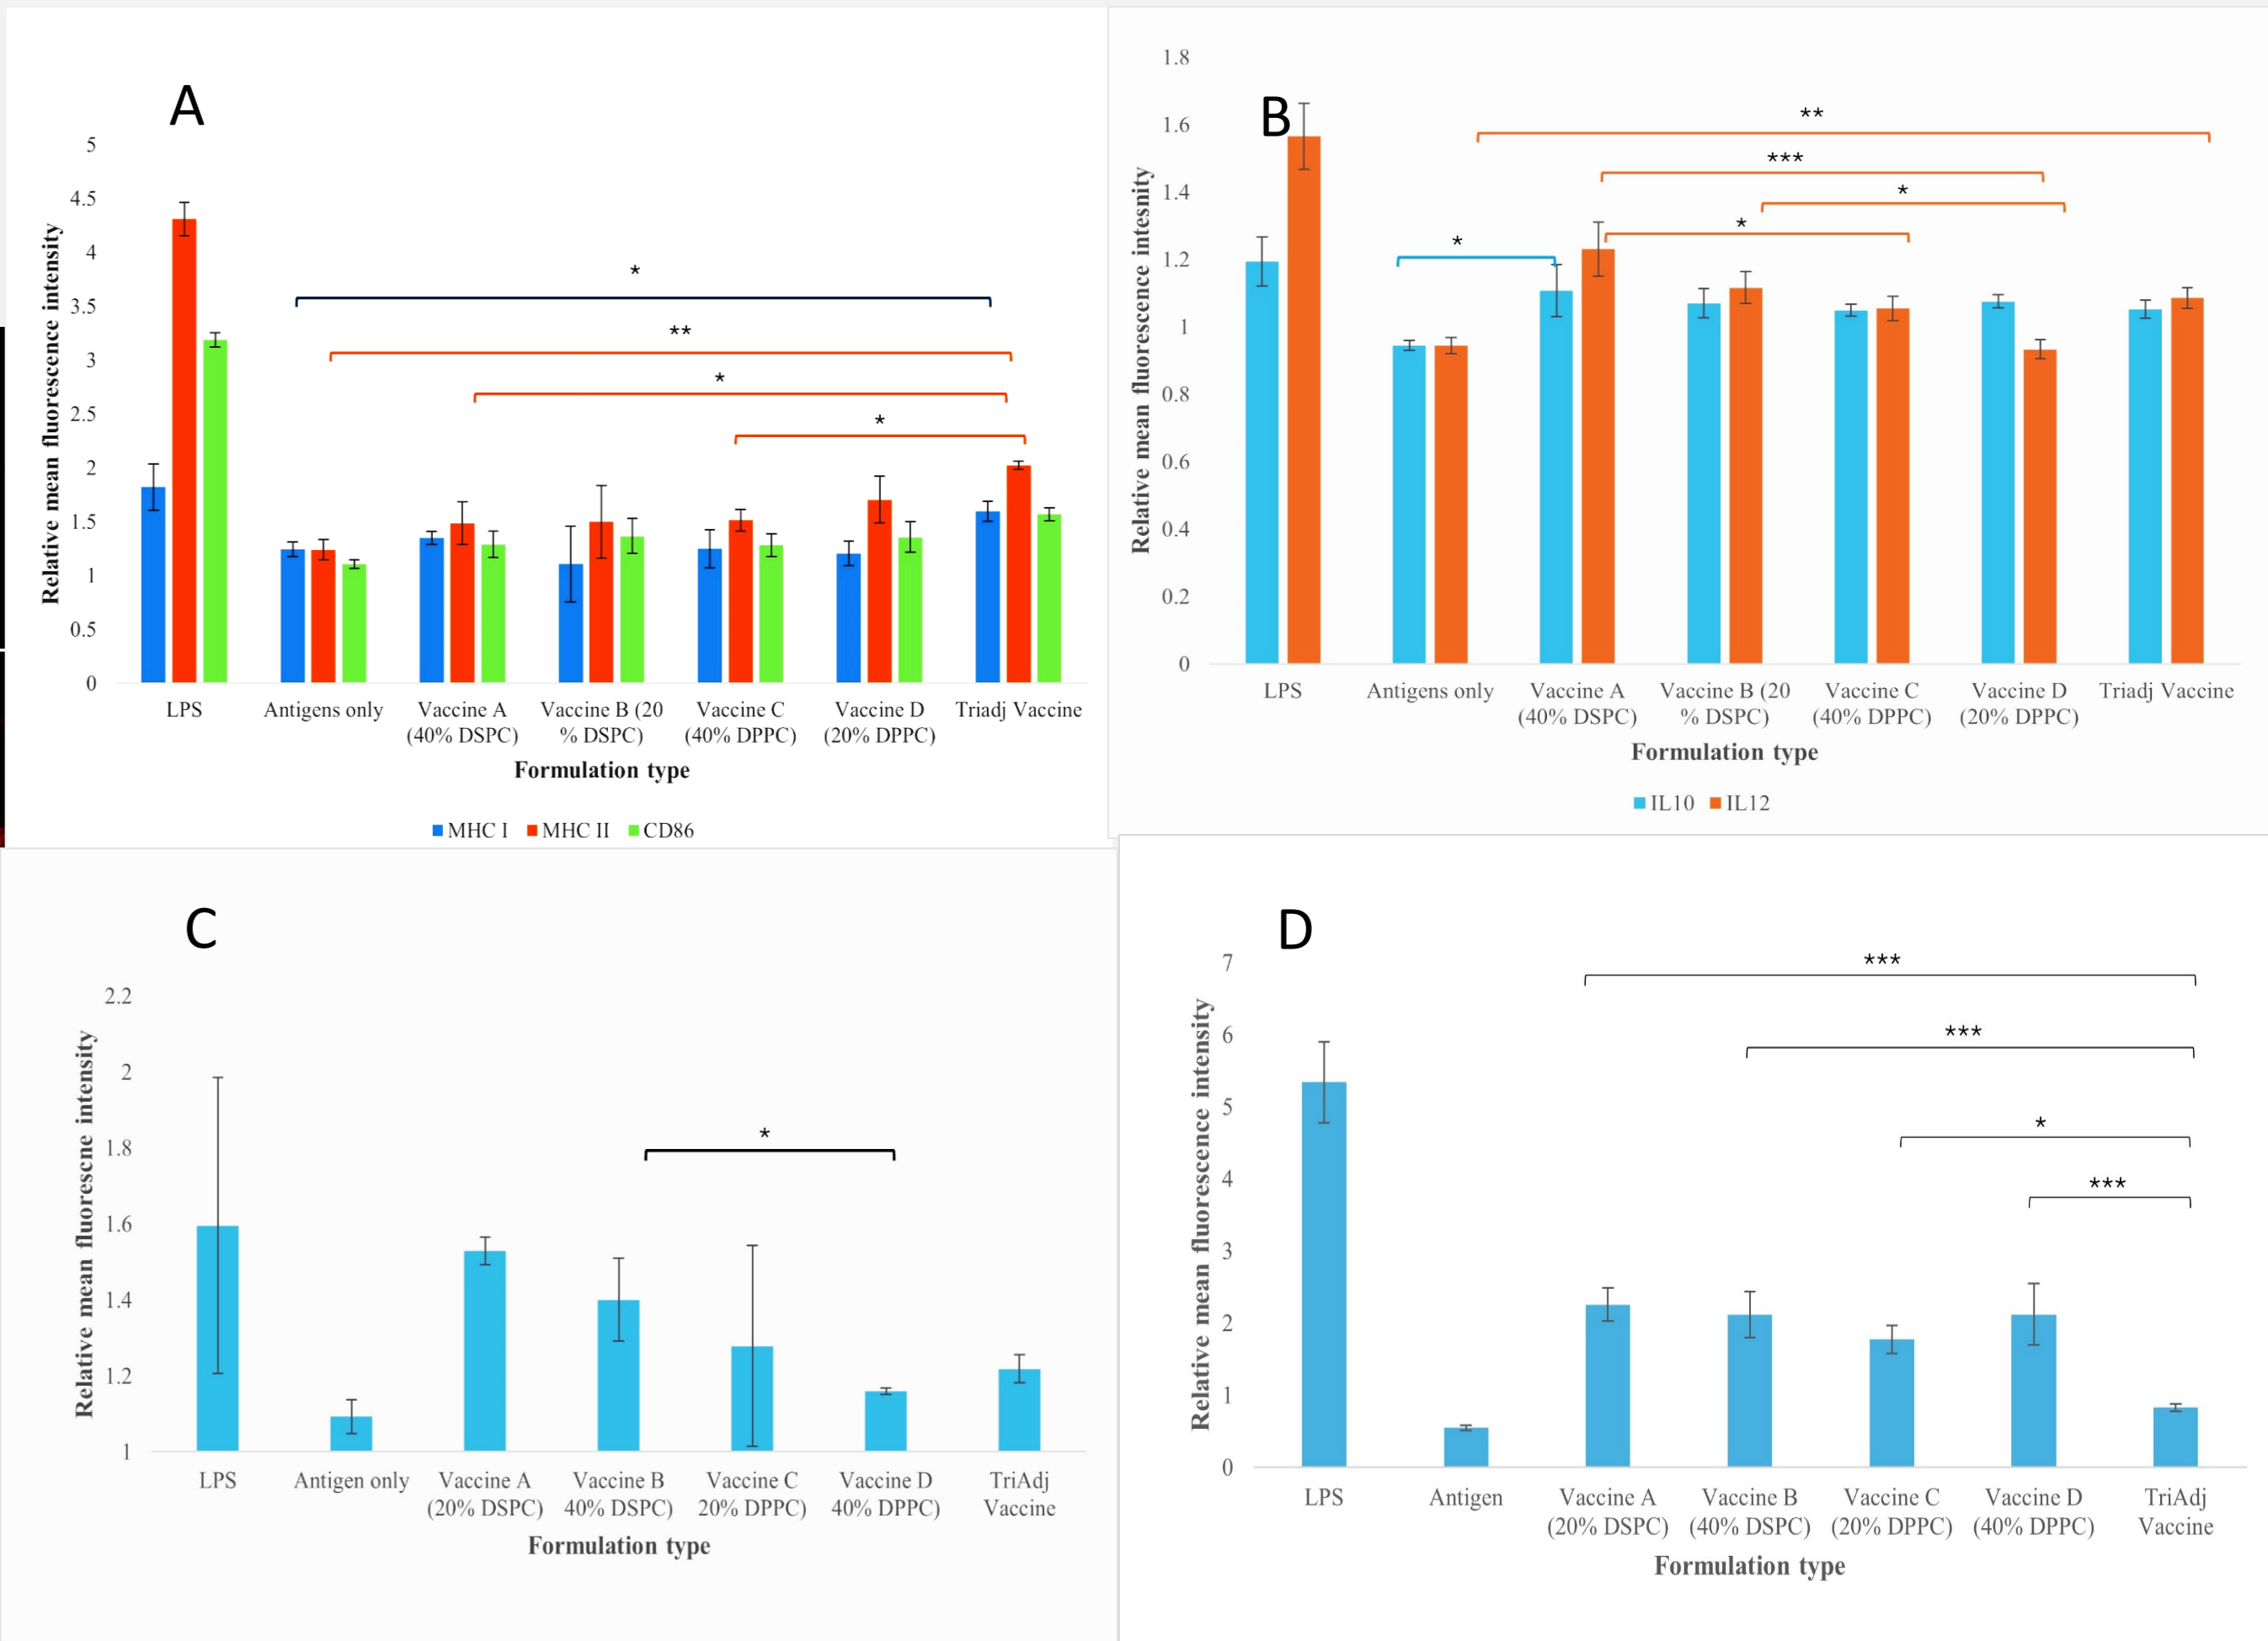 A
Relative mean fluorescence intensity
5
4.5
4
3.5
3
2.5
2
1.5
1
0.5
0
*
**
*
*
LPS
Antigens only
Vaccine A
(40% DSPC)
Vaccine B (20
% DSPC)
Vaccine C
(40% DPPC)
Vaccine D
(20% DPPC)
Triadj Vaccine
Formulation type
MHC I
MHC II
CD86
B
Relative mean fluorescence intesnity
1.8
1.6
1.4
1.2
1
0.8
0.6
0.4
0.2
0
**
***
*
*
*
LPS
Antigens only
Vaccine A
(40% DSPC)
Vaccine B (20
% DSPC)
Vaccine C
(40% DPPC)
Vaccine D
(20% DPPC)
Triadj Vaccine
Formulation type
IL10
IL12
C
Relative mean fluorescne intensity
2.2
2
1.8
1.6
1.4
1.2
1
*
LPS
Antigen only
Vaccine A
(20% DSPC)
Vaccine B
40% DSPC)
Vaccine C
20% DPPC)
Vaccine D
40% DPPC)
TriAdj
Vaccine
Formulation type
D
Relative mean fluorescence intensity
7
6
5
4
3
2
1
0
***
***
*
***
LPS
Antigen
Vaccine A
(20% DSPC)
Vaccine B
(40% DSPC)
Vaccine C
(20% DPPC)
Vaccine D
(40% DPPC)
TriAdj
Vaccine
Formulation type